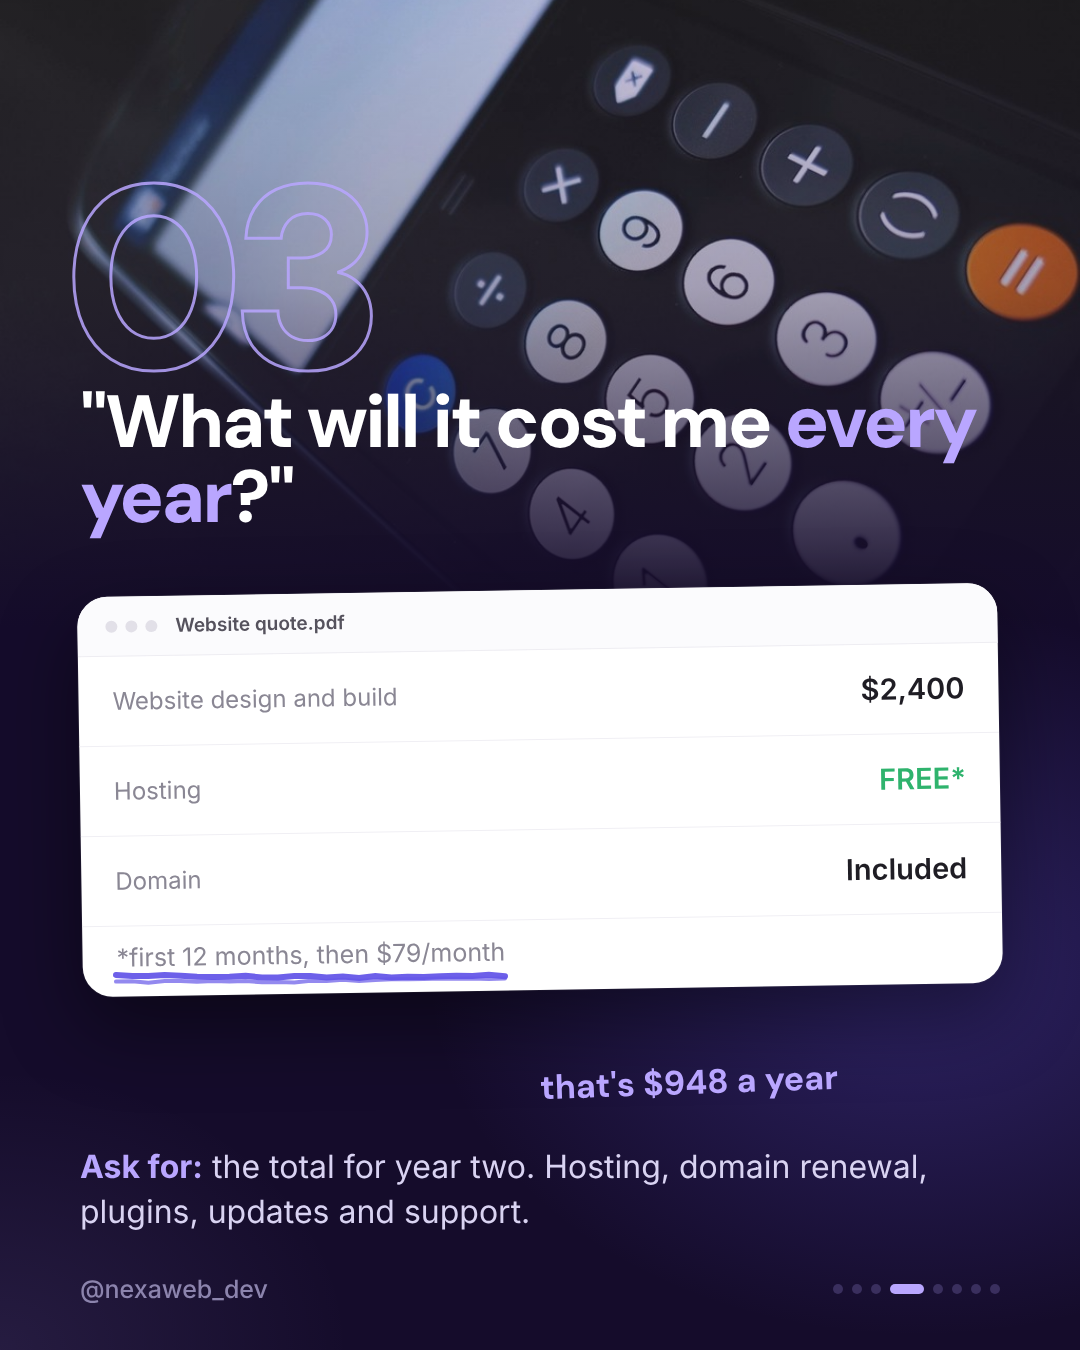 03
"What will it cost me every
year?"
Website quote.pdf
Website design and build $2,400
Hosting FREE*
Domain Included
*first 12 months, then $79/month
that's $948 a year
Ask for: the total for year two. Hosting, domain renewal,
plugins, updates and support.
@nexaweb_dev